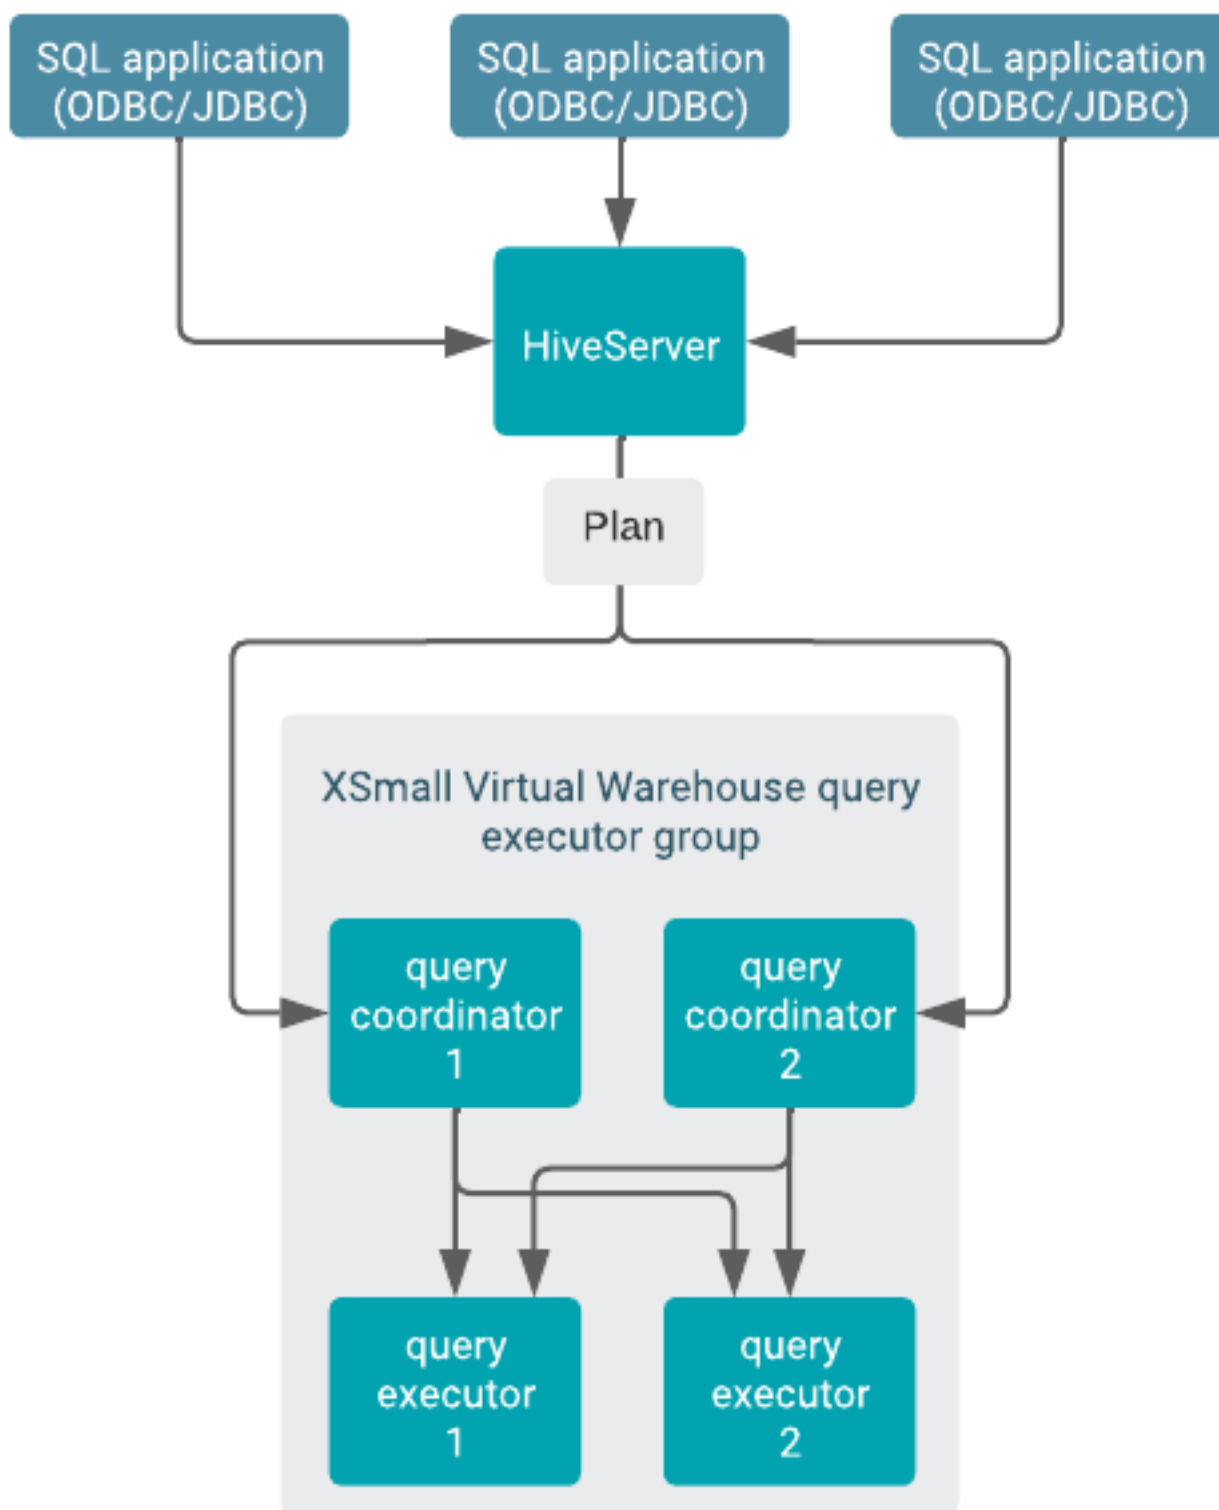 SQL application
(ODBC/JDBC)
SQL application
(ODBC/JDBC)
SQL application
(ODBC/JDBC)
HiveServer
Plan
XSmall Virtual Warehouse query
executor group
query
coordinator
1
query
coordinator
2
query
executor
1
query
executor
2